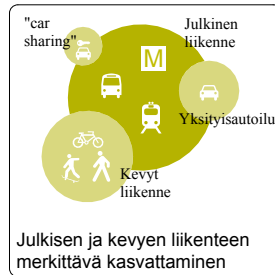 "car
sharing"
Julkinen
liikenne
M
Yksityisautoilu
Kevyt
liikenne
Julkisen ja kevyen liikenteen
merkittävä kasvattaminen